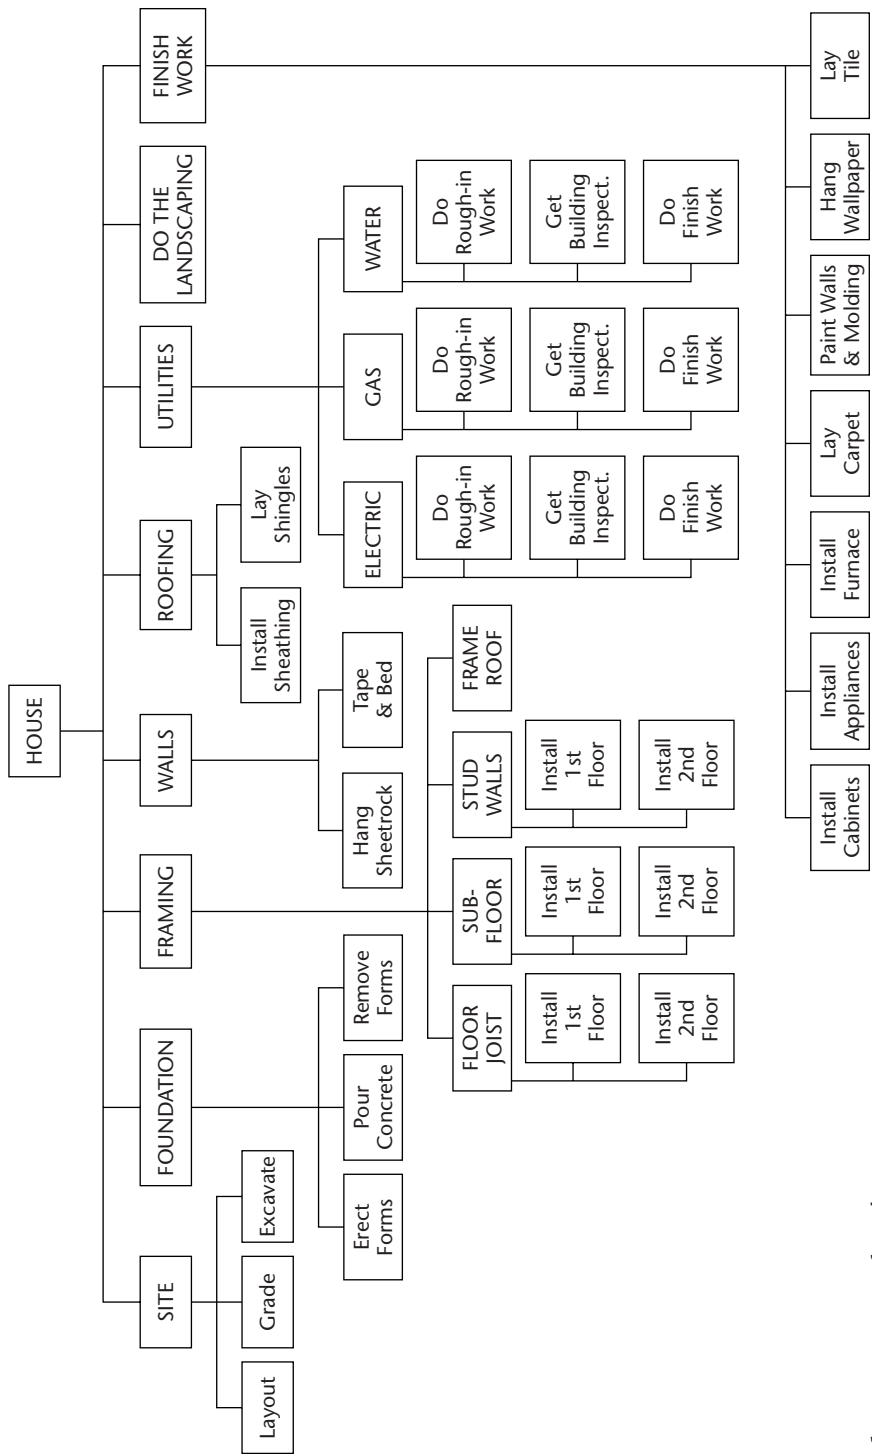 HOUSE
SITE
FOUNDATION
FRAMING
WALLS
ROOFING
UTILITIES
DO THE
LANDSCAPING
FINISH
WORK
Layout
Grade
Excavate
Erect
Forms
Pour
Concrete
Remove
Forms
FLOOR
JOIST
Install
1st
Floor
Install
2nd
Floor
SUB-
FLOOR
Install
1st
Floor
Install
2nd
Floor
STUD
WALLS
Install
1st
Floor
Install
2nd
Floor
FRAME
ROOF
Hang
Sheetrock
Tape
& Bed
Install
Sheathing
Lay
Shingles
ELECTRIC
Do
Rough-in
Work
Get
Building
Inspect.
Do
Finish
Work
GAS
Do
Rough-in
Work
Get
Building
Inspect.
Do
Finish
Work
WATER
Do
Rough-in
Work
Get
Building
Inspect.
Do
Finish
Work
Install
Cabinets
Install
Appliances
Install
Furnace
Lay
Carpet
Paint Walls
& Molding
Hang
Wallpaper
Lay
Tile